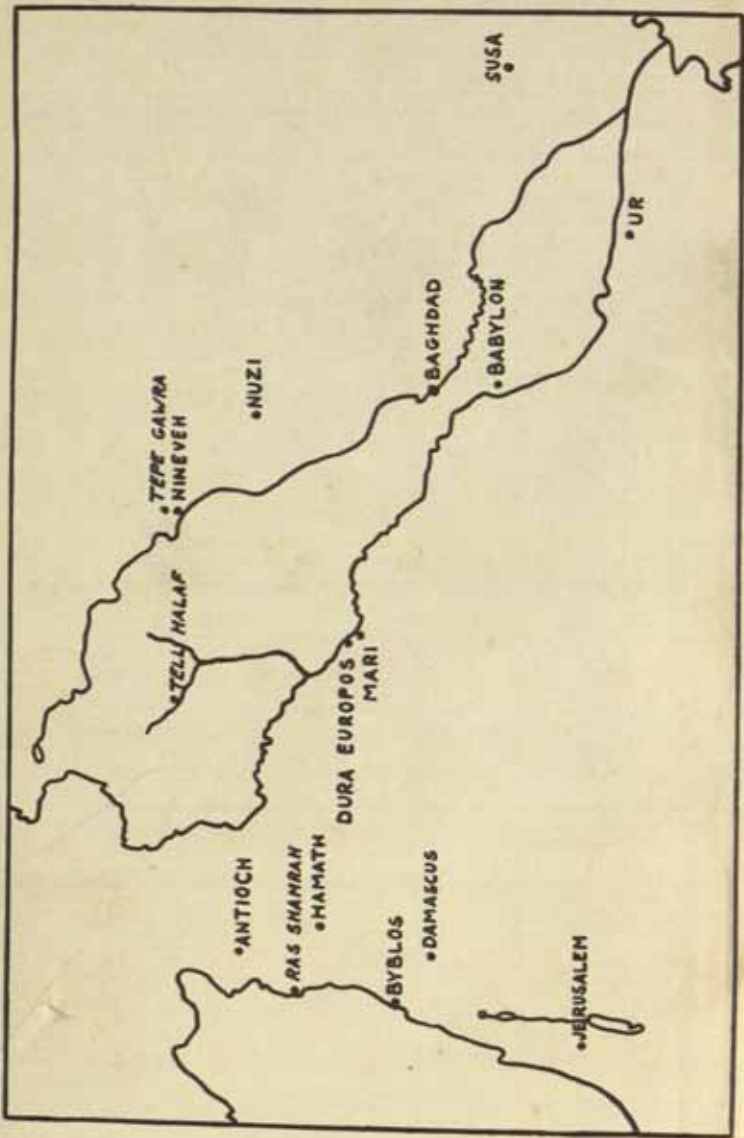 TEPE GAWRA
NINEVEH
TELL HALAF
ANTIOCH
NUZI
RAS SHAMRAH
HAMATH
DURA EUROPOS
MARI
BYBLOS
DAMASCUS
BAGHDAD
SUSA
BABYLON
JERUSALEM
UR